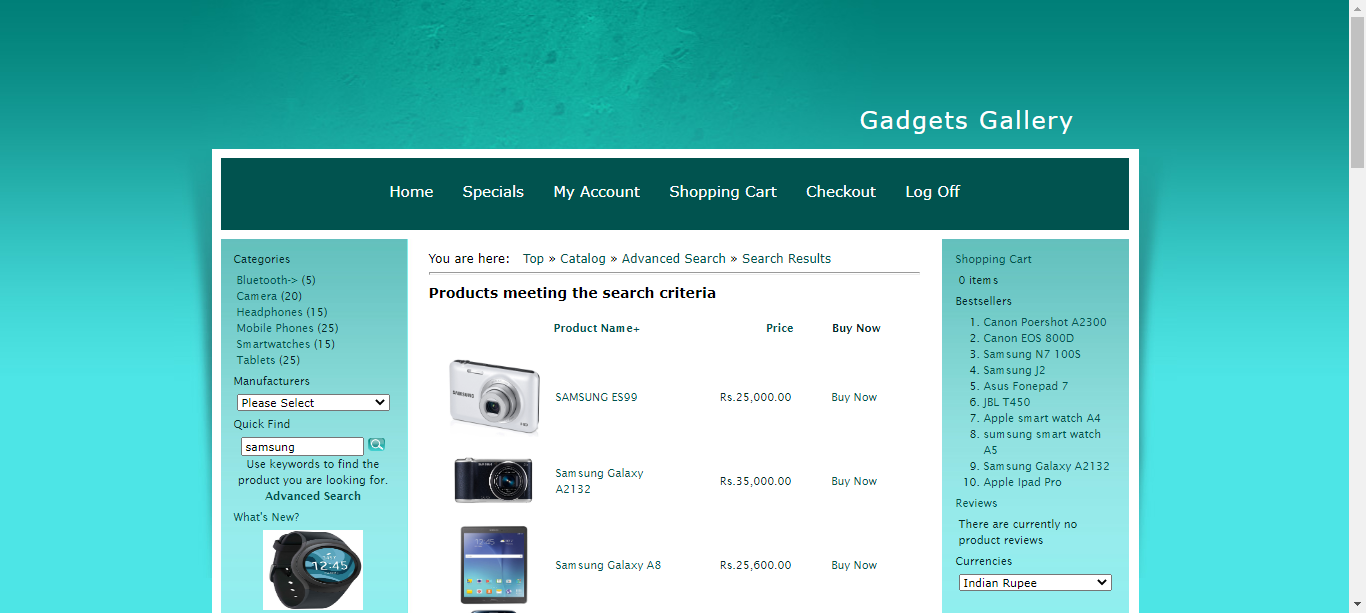 Gadgets Gallery
Home Specials My Account Shopping Cart Checkout Log Off
Categories
Bluetooth-> (5)
Camera (20)
Headphones (15)
Mobile Phones (25)
Smartwatches (15)
Tablets (25)
Manufacturers
Please Select
Quick Find
samsung
Use keywords to find the
product you are looking for.
Advanced Search
What's New?
12:45
You are here: Top » Catalog » Advanced Search » Search Results
Products meeting the search criteria
Product Name+ Price Buy Now
SAMSUNG
SAMSUNG ES99 Rs.25,000.00 Buy Now
Samsung Galaxy
A2132 Rs.35,000.00 Buy Now
12:45
Samsung Galaxy A8 Rs.25,600.00 Buy Now
Shopping Cart
0 items
Bestsellers
1. Canon Poershot A2300
2. Canon EOS 800D
3. Samsung N7 100S
4. Samsung J2
5. Asus Fonepad 7
6. JBL T450
7. Apple smart watch A4
8. sumsung smart watch
A5
9. Samsung Galaxy A2132
10. Apple Ipad Pro
Reviews
There are currently no
product reviews
Currencies
Indian Rupee